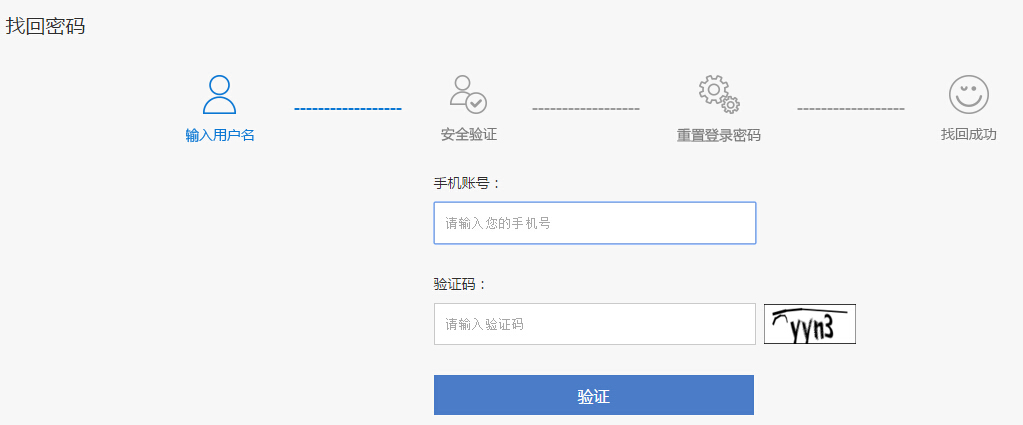 找回密码
输入用户名
安全验证
重置登录密码
找回成功
手机账号：
请输入您的手机号
验证码：
请输入验证码
yyn3
验证